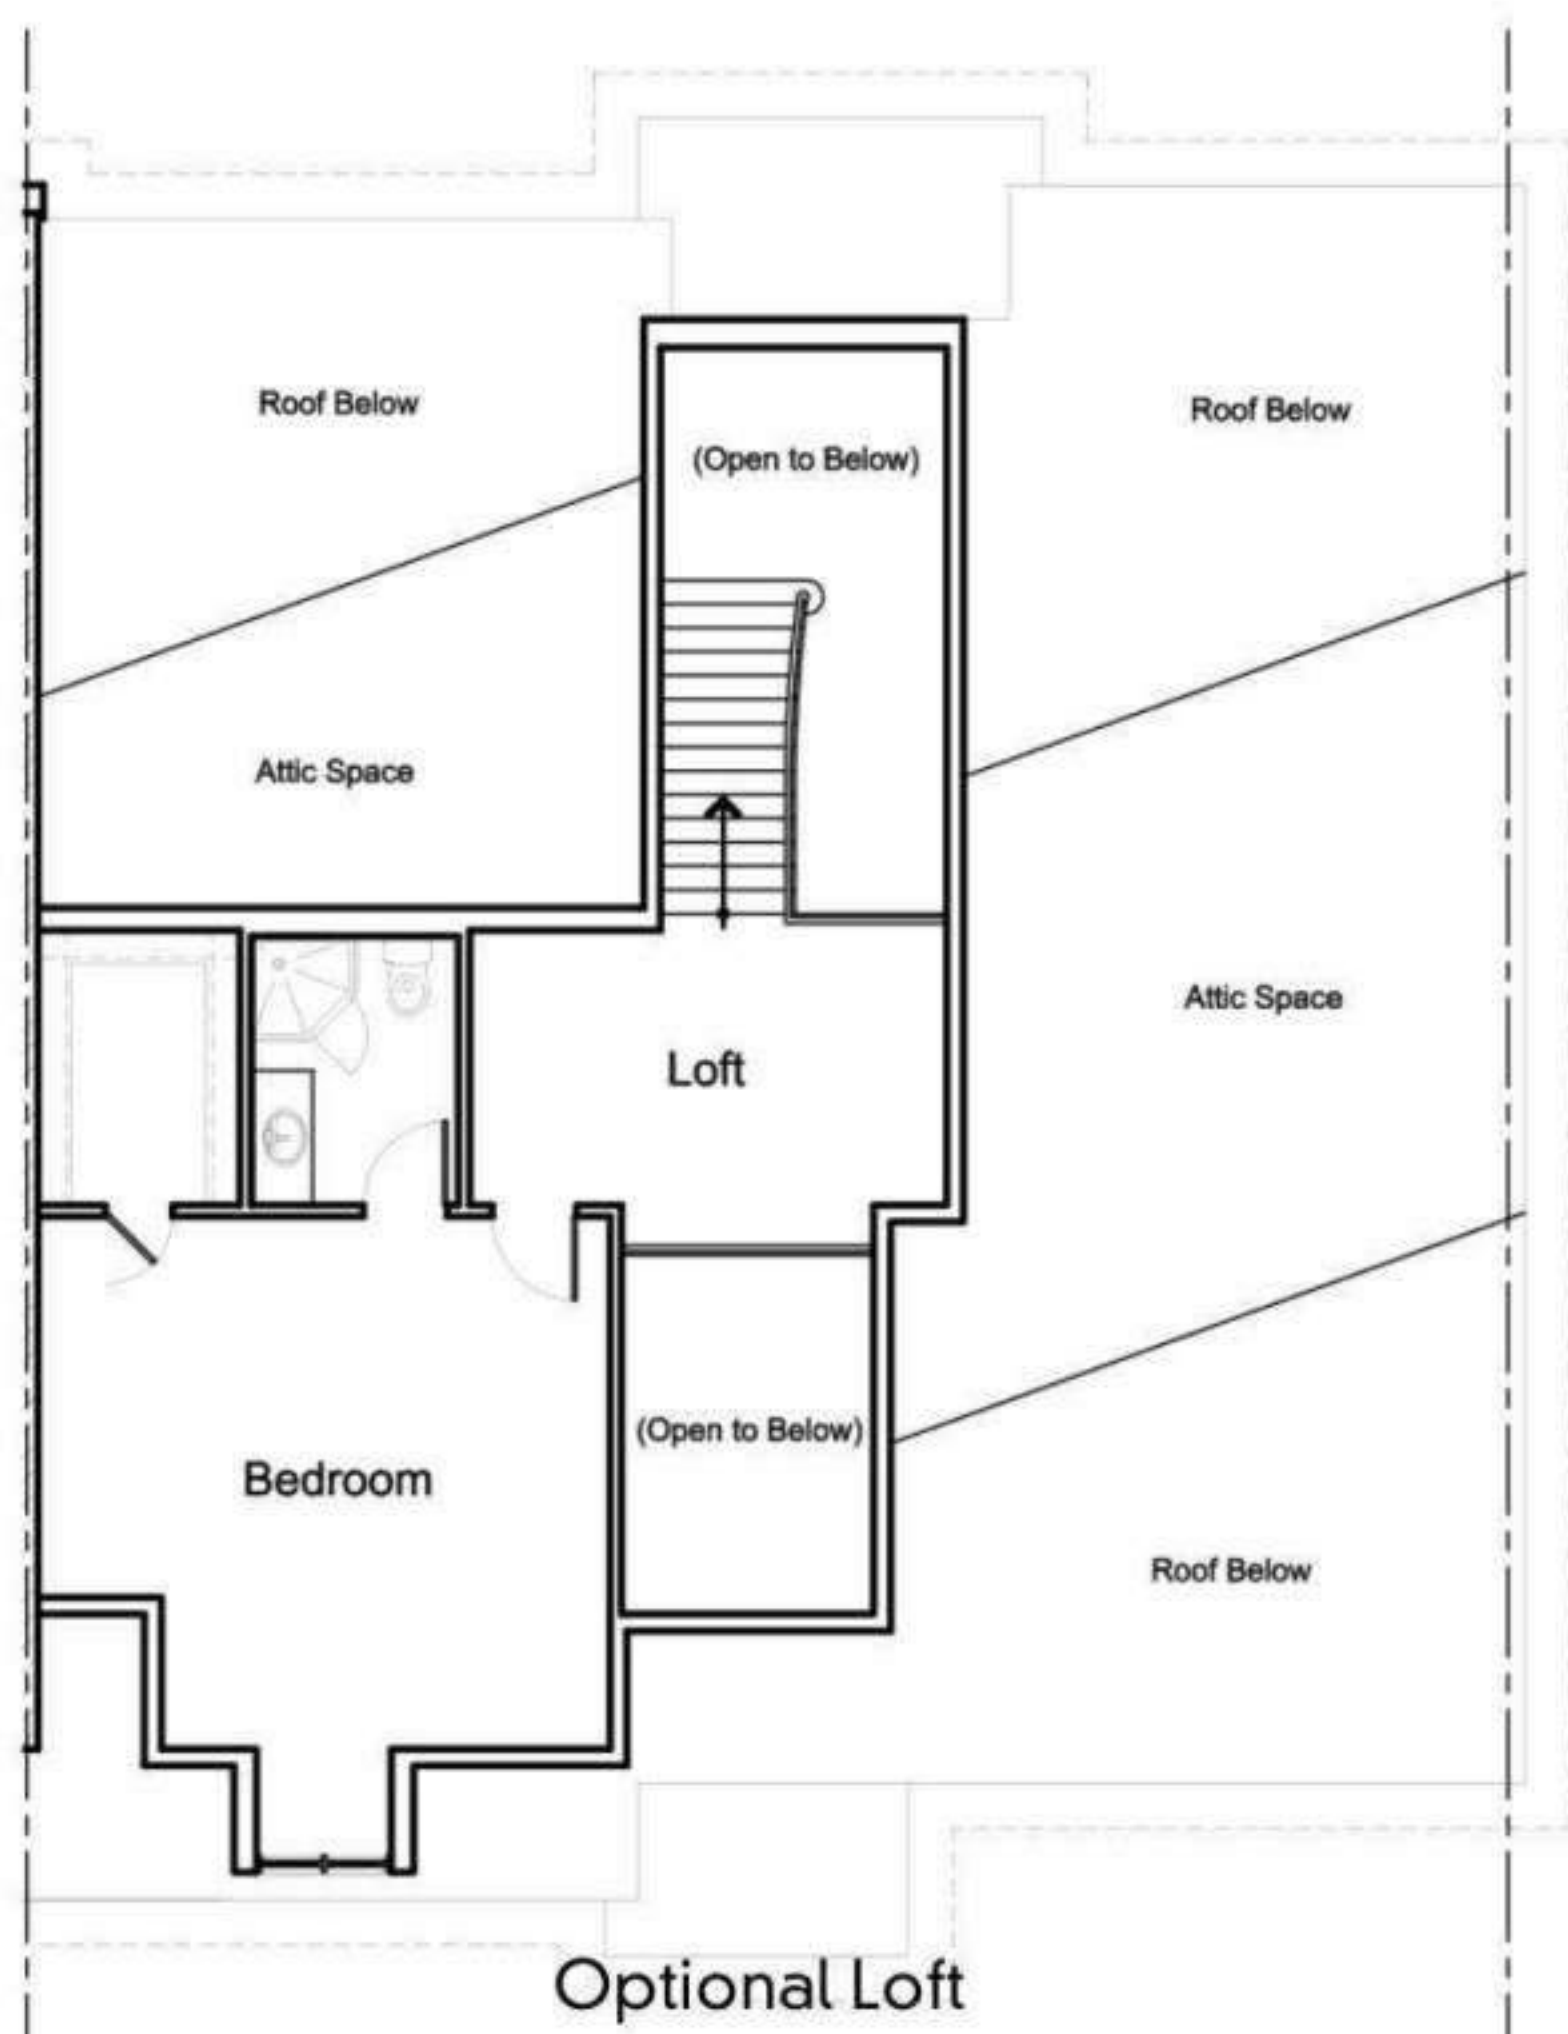 Roof Below
Roof Below
(Open to Below)
Attic Space
Attic Space
Loft
(Open to Below)
Bedroom
Roof Below
Optional Loft